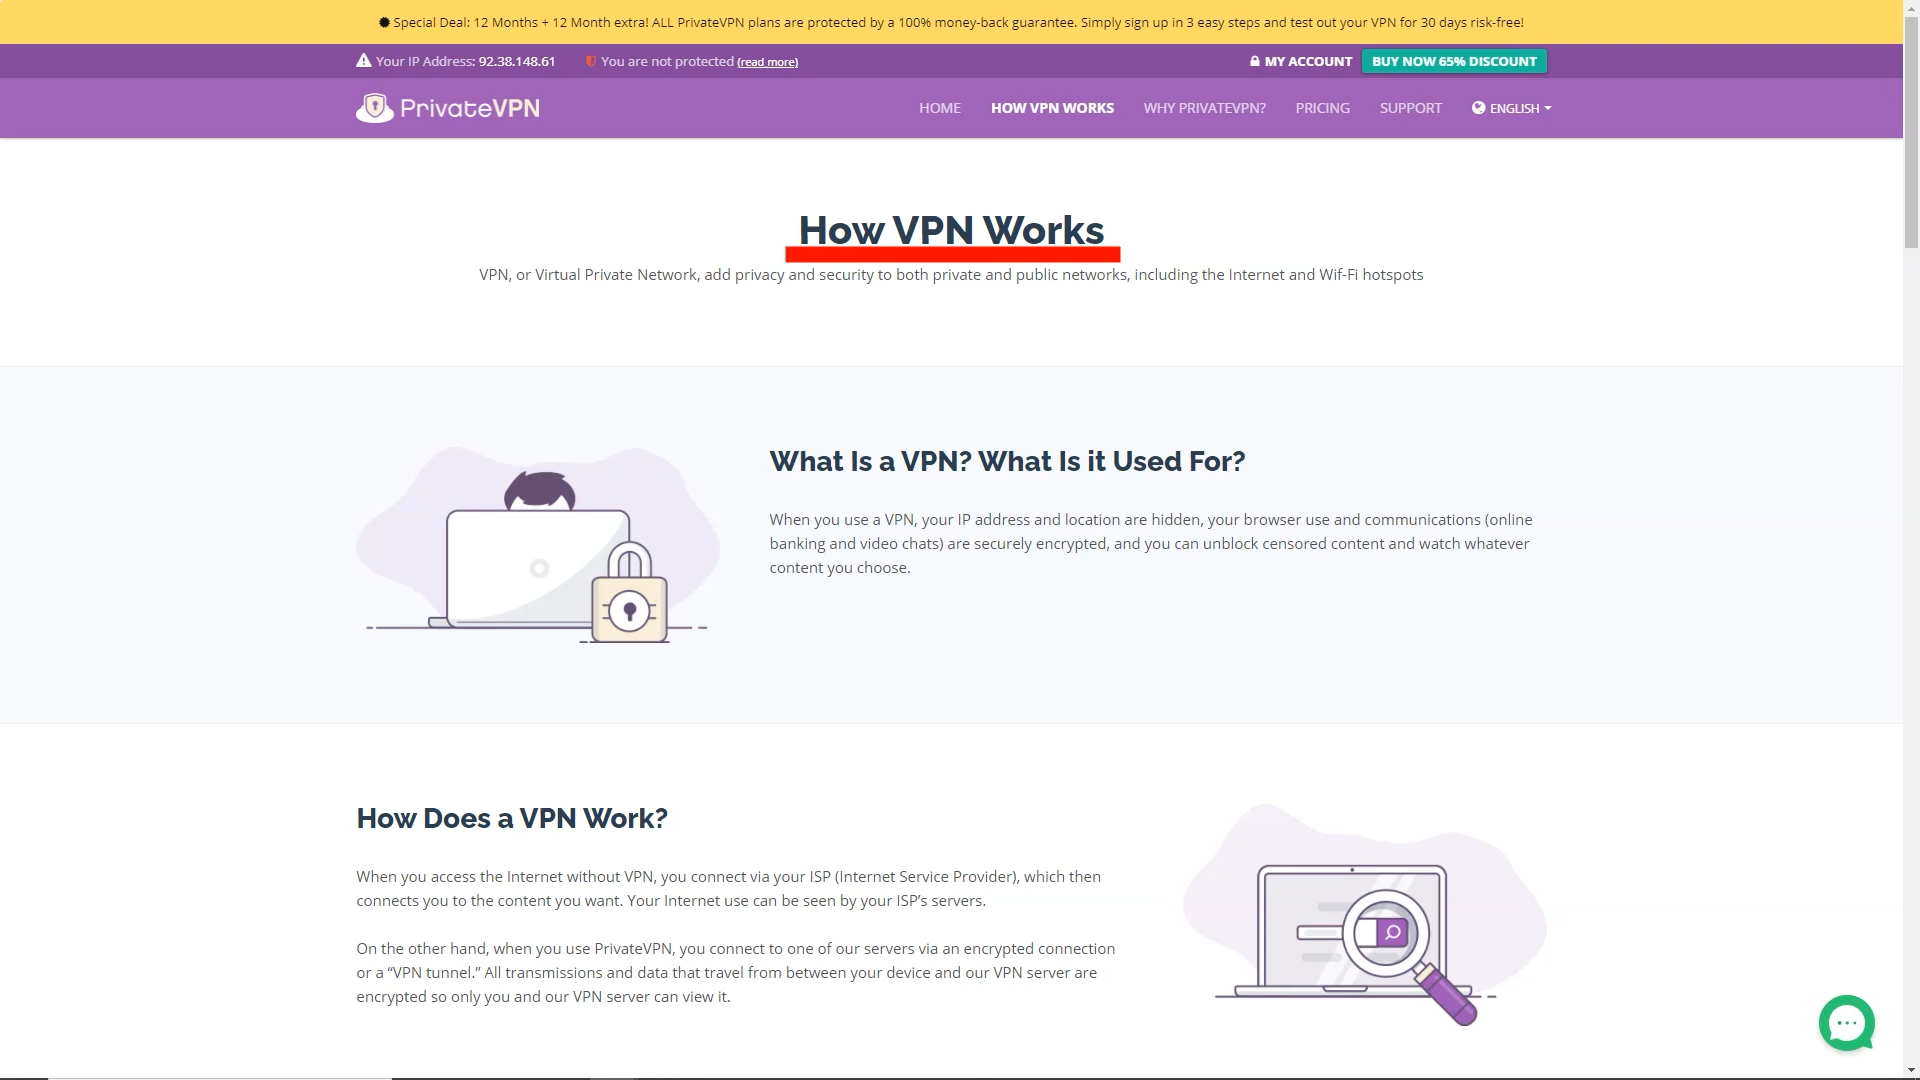 Special Deal: 12 Months + 12 Month extra! ALL PrivateVPN plans are protected by a 100% money-back guarantee. Simply sign up in 3 easy steps and test out your VPN for 30 days risk-free!
Your IP Address: 92.38.148.61 You are not protected (read more) MY ACCOUNT BUY NOW 65% DISCOUNT
PrivateVPN HOME HOW VPN WORKS WHY PRIVATEVPN? PRICING SUPPORT ENGLISH
How VPN Works
VPN, or Virtual Private Network, add privacy and security to both private and public networks, including the Internet and Wif-Fi hotspots
What Is a VPN? What Is it Used For?
When you use a VPN, your IP address and location are hidden, your browser use and communications (online
banking and video chats) are securely encrypted, and you can unblock censored content and watch whatever
content you choose.
How Does a VPN Work?
When you access the Internet without VPN, you connect via your ISP (Internet Service Provider), which then
connects you to the content you want. Your Internet use can be seen by your ISP’s servers.
On the other hand, when you use PrivateVPN, you connect to one of our servers via an encrypted connection
or a “VPN tunnel.” All transmissions and data that travel from between your device and our VPN server are
encrypted so only you and our VPN server can view it.